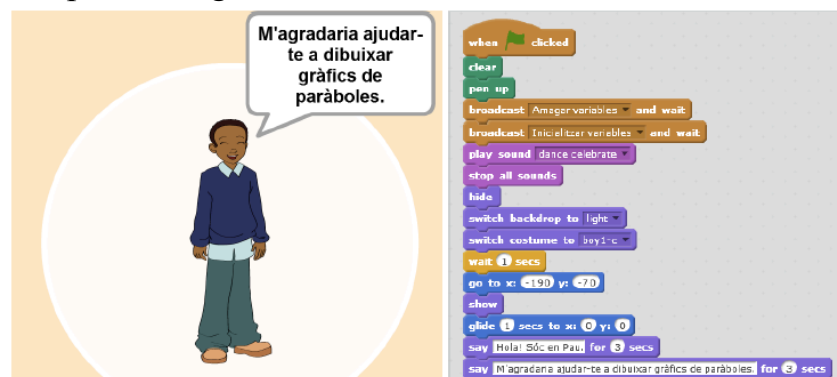 M'agradaria ajudar-
te a dibuixar
gràfics de
paràboles.
when clicked
clear
pen up
broadcast Amagar variables and wait
broadcast Inicialitzar variables and wait
play sound dance celebrate
stop all sounds
hide
switch backdrop to light
switch costume to boy1-c
wait 1 secs
go to x: -190 y: -70
show
glide 1 secs to x: 0 y: 0
say Hola! Sóc en Pau. for 3 secs
say M'agradaria ajudar-te a dibuixar gràfics de paràboles. for 3 secs